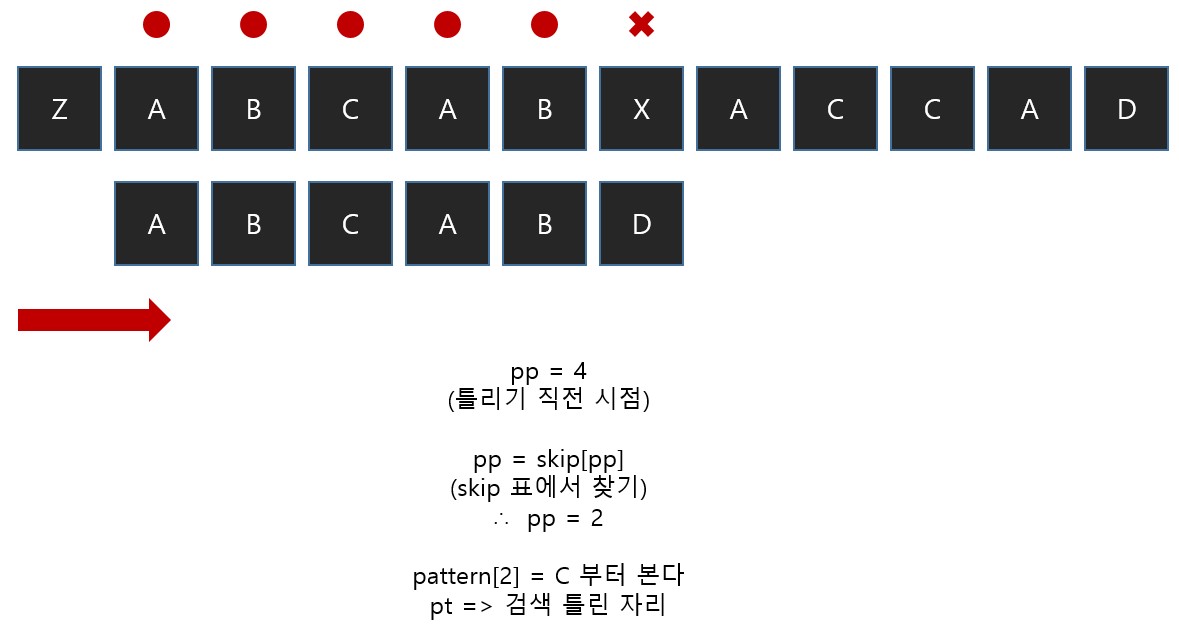 Z A B C A B X A C C A D
A B C A B D
pp = 4
(틀리기 직전 시점)
pp = skip[pp]
(skip 표에서 찾기)
∴ pp = 2
pattern[2] = C 부터 본다
pt => 검색 틀린 자리